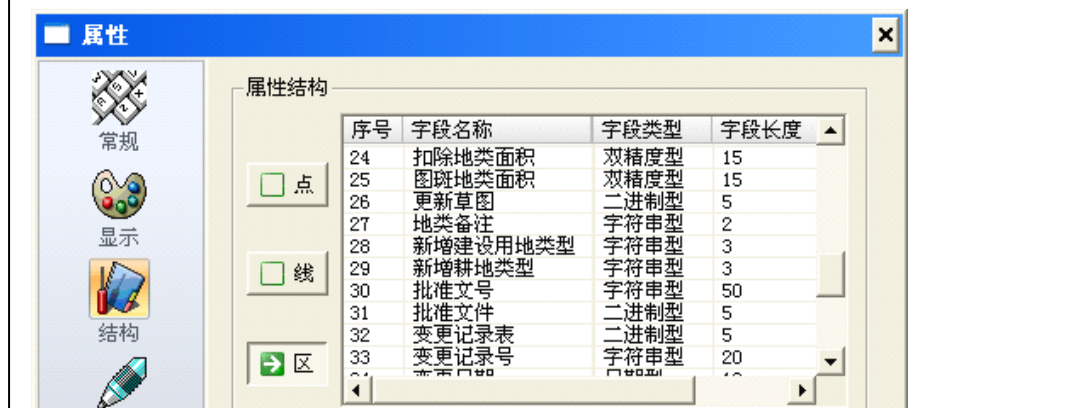 属性
常规
显示
结构
属性结构
点
线
区
序号 字段名称 字段类型 字段长度
24 扣除地类面积 双精度型 15
25 图斑地类面积 双精度型 15
26 更新草图 二进制型 5
27 地类备注 字符串型 2
28 新增建设用地类型 字符串型 3
29 新增耕地类型 字符串型 3
30 批准文号 字符串型 50
31 批准文件 二进制型 5
32 变更记录表 二进制型 5
33 变更记录号 字符串型 20